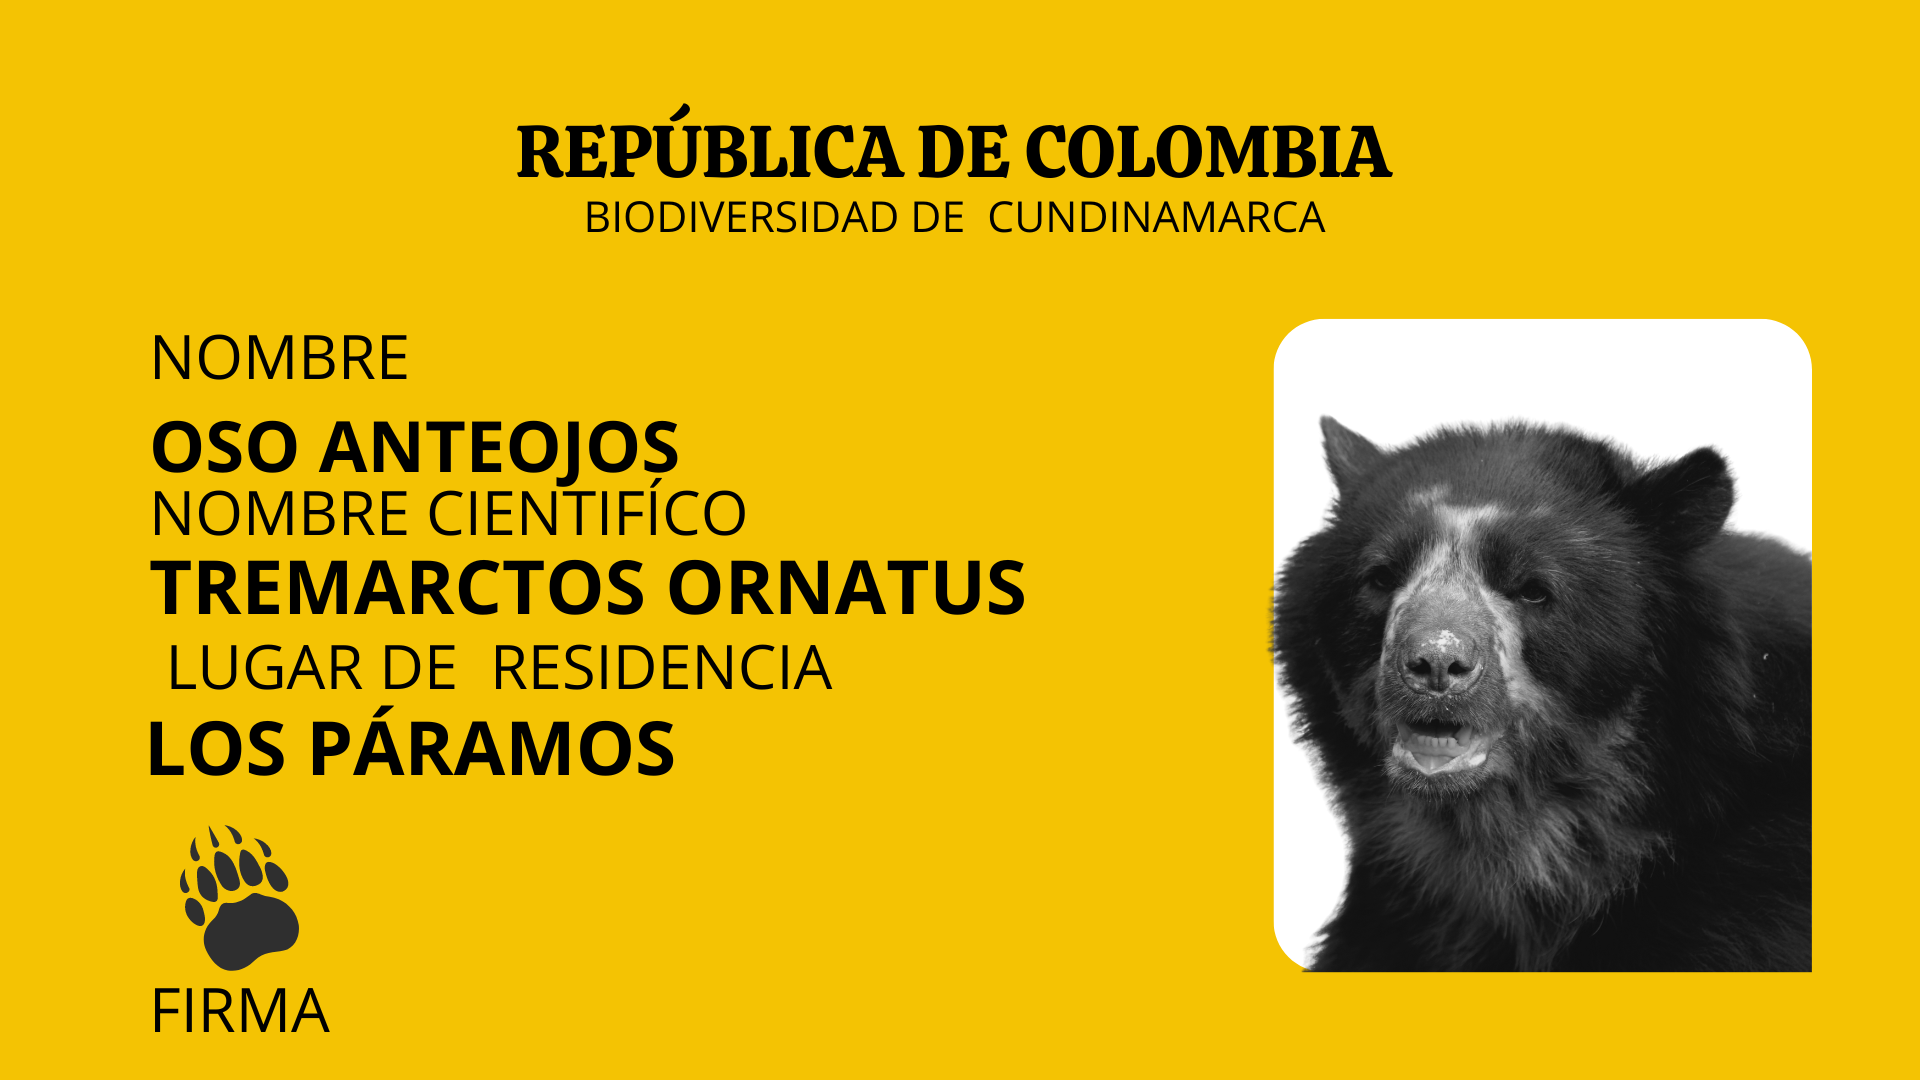 REPÚBLICA DE COLOMBIA
BIODIVERSIDAD DE CUNDINAMARCA
NOMBRE
OSO ANTEOJOS
NOMBRE CIENTIFÍCO
TREMARCTOS ORNATUS
LUGAR DE RESIDENCIA
LOS PÁRAMOS
FIRMA